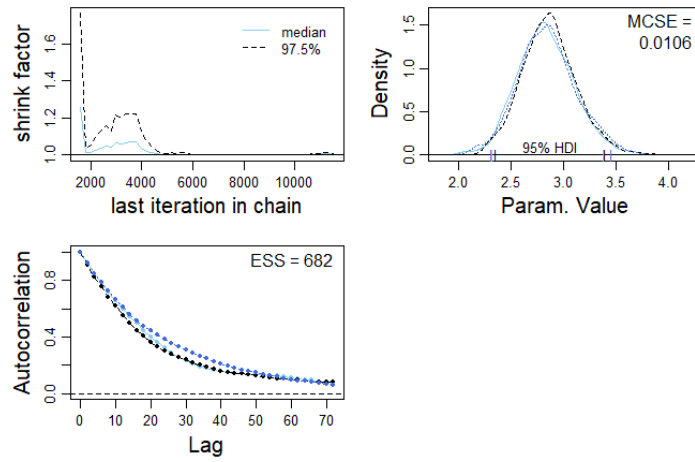 shrink factor
1.0 1.2 1.4 1.6
median
97.5%
2000 4000 6000 8000 10000
last iteration in chain
Density
0.0 0.5 1.0 1.5
MCSE =
0.0106
95% HDI
2.0 2.5 3.0 3.5 4.0
Param. Value
Autocorrelation
0.0 0.4 0.8
ESS = 682
0 10 20 30 40 50 60 70
Lag